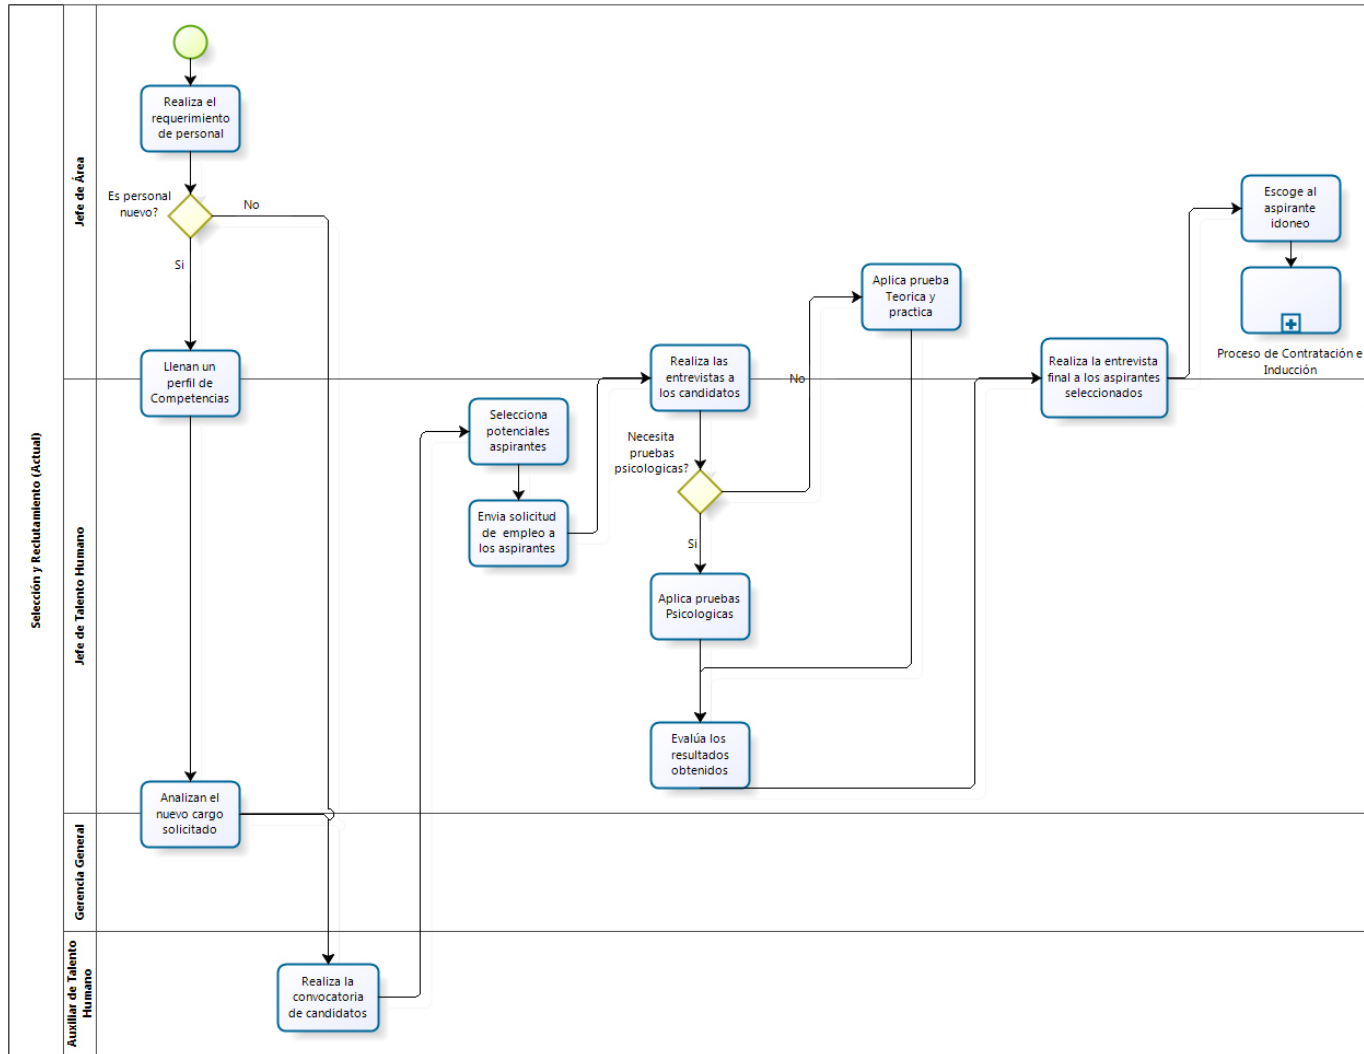 Selección y Reclutamiento (Actual)
Jefe de Área
Realiza el
requerimiento
de personal
Es personal
nuevo?
No
Si
Llenan un
perfil de
Competencias
Aplica prueba
Teorica y
practica
Escoge al
aspirante
idoneo
Proceso de Contratación e
Inducción
Realiza las
entrevistas a
los candidatos
No
Realiza la entrevista
final a los aspirantes
seleccionados
Jefe de Talento Humano
Selecciona
potenciales
aspirantes
Envia solicitud
de empleo a
los aspirantes
Necesita
pruebas
psicologicas?
Si
Aplica pruebas
Psicologicas
Evalúa los
resultados
obtenidos
Analizan el
nuevo cargo
solicitado
Gerencia General
Auxiliar de Talento
Humano
Realiza la
convocatoria
de candidatos